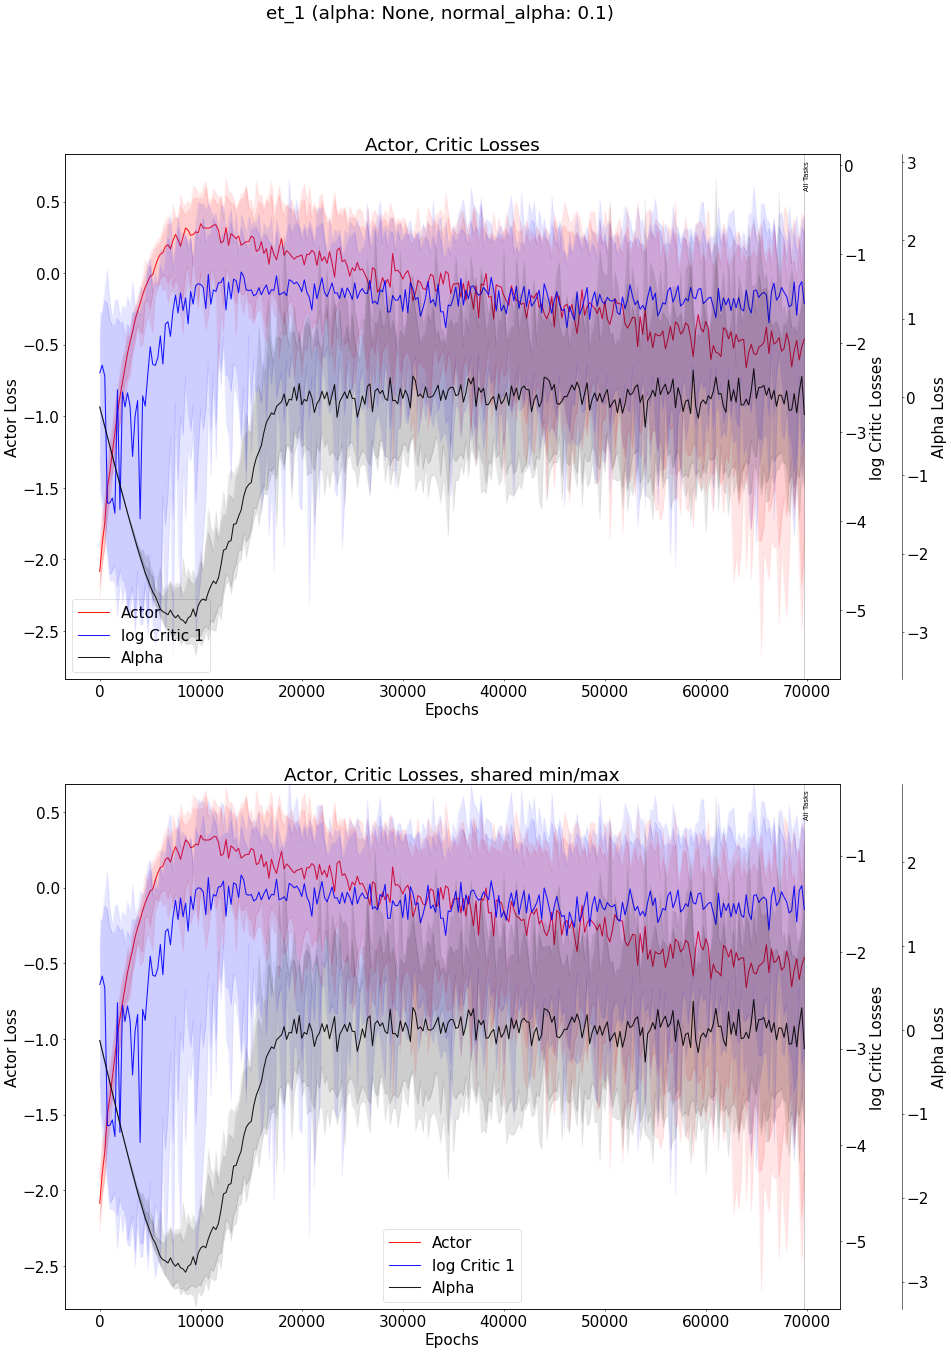 et_1 (alpha: None, normal_alpha: 0.1)
Actor, Critic Losses
0.5
0.0
−0.5
−1.0
−1.5
−2.0
−2.5
Actor Loss
0
−1
−2
−3
−4
−5
log Critic Losses
3
2
1
0
−1
−2
−3
Alpha Loss
All Tasks
Actor
log Critic 1
Alpha
0 10000 20000 30000 40000 50000 60000 70000
Epochs
Actor, Critic Losses, shared min/max
0.5
0.0
−0.5
−1.0
−1.5
−2.0
−2.5
Actor Loss
−1
−2
−3
−4
−5
log Critic Losses
2
1
0
−1
−2
−3
Alpha Loss
All Tasks
Actor
log Critic 1
Alpha
0 10000 20000 30000 40000 50000 60000 70000
Epochs